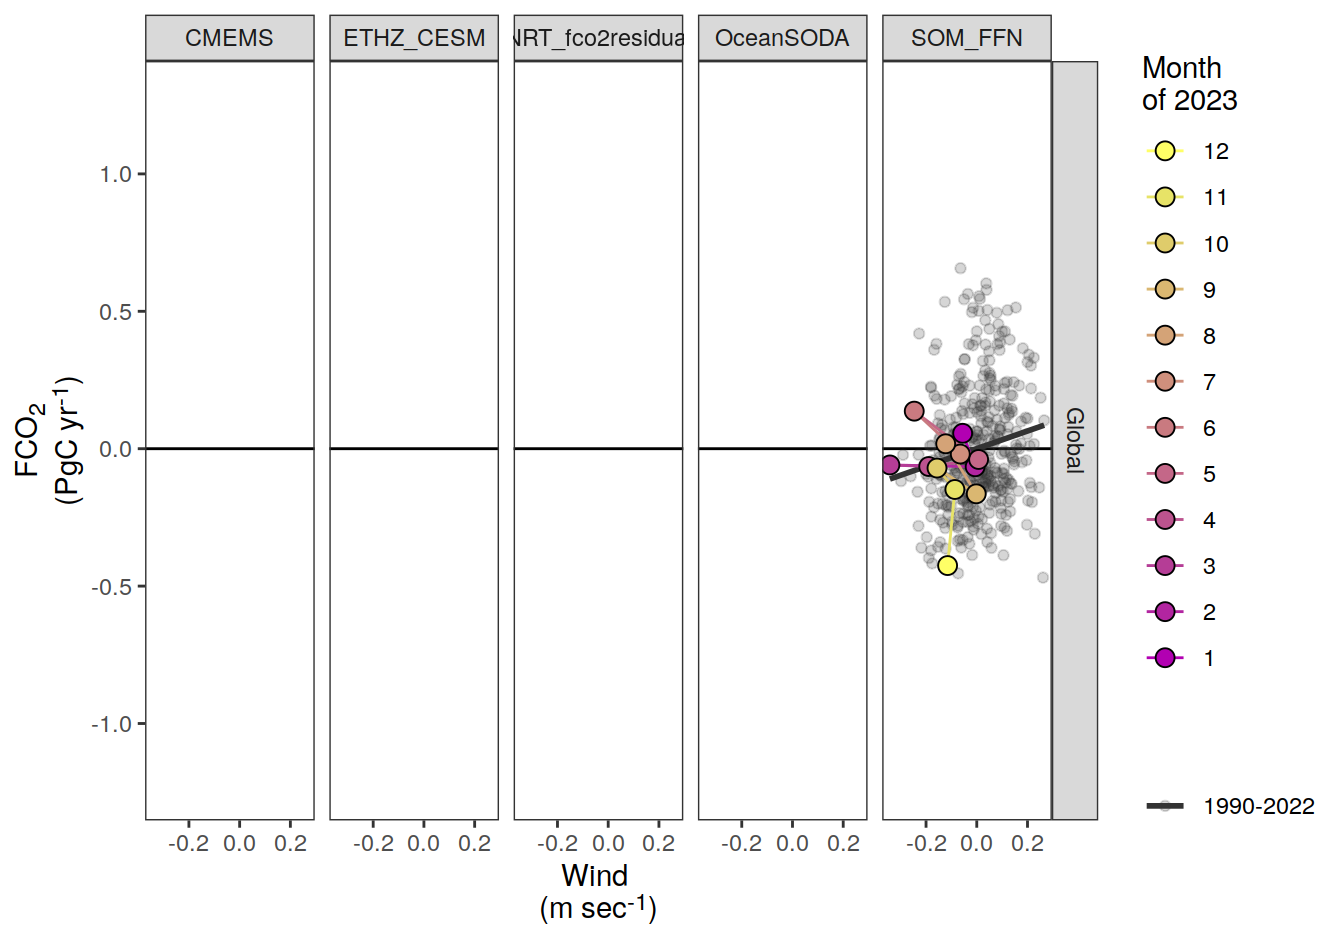 CMEMS ETHZ_CESM NRT_fco2residua OceanSODA SOM_FFN
Global
1.0
0.5
0.0
-0.5
-1.0
FCO2
(PgC yr-1)
-0.2 0.0 0.2 -0.2 0.0 0.2 -0.2 0.0 0.2 -0.2 0.0 0.2 -0.2 0.0 0.2
Wind
(m sec-1)
Month
of 2023
12
11
10
9
8
7
6
5
4
3
2
1
1990-2022